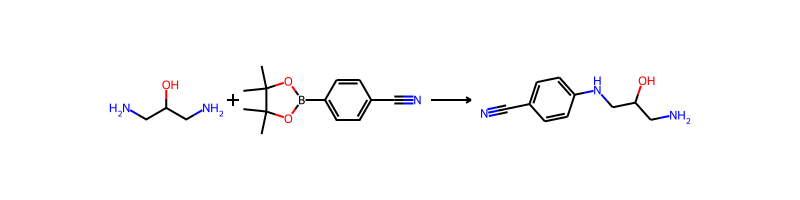 H2N OH NH2 + O B O N
N H N OH NH2